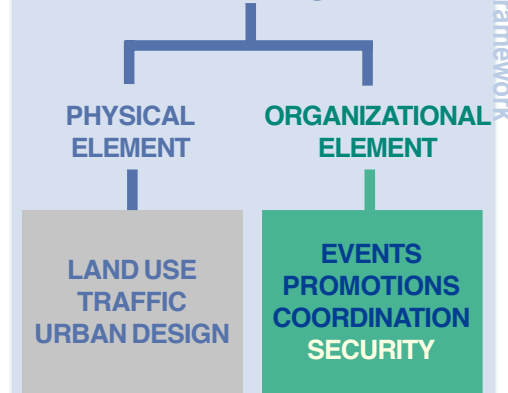 PHYSICAL
ELEMENT
ORGANIZATIONAL
ELEMENT
LAND USE
TRAFFIC
URBAN DESIGN
EVENTS
PROMOTIONS
COORDINATION
SECURITY